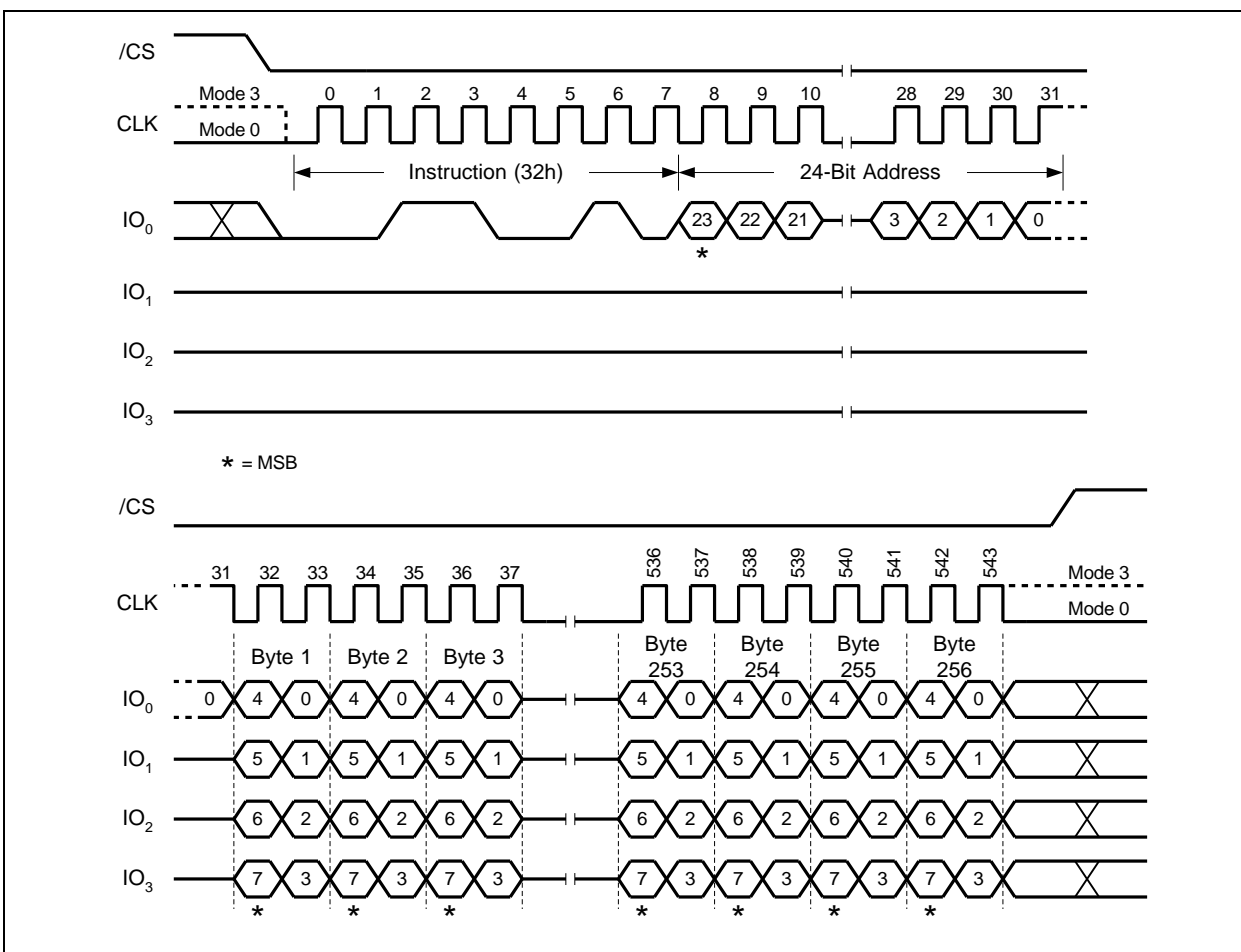 /CS
Mode 3 0 1 2 3 4 5 6 7 8 9 10 28 29 30 31
CLK
Mode 0
Instruction (32h) 24-Bit Address
IO0 23 22 21 3 2 1 0
*
IO1
IO2
IO3
* = MSB
/CS
31 32 33 34 35 36 37 536 537 538 539 540 541 542 543 Mode 3
CLK
Mode 0
Byte 1 Byte 2 Byte 3 Byte 253 Byte 254 Byte 255 Byte 256
IO0 0 4 0 4 0 4 0 4 0 4 0 4 0 4 0
IO1 5 1 5 1 5 1 5 1 5 1 5 1 5 1
IO2 6 2 6 2 6 2 6 2 6 2 6 2 6 2
IO3 7 3 7 3 7 3 7 3 7 3 7 3 7 3
* * * * * * *